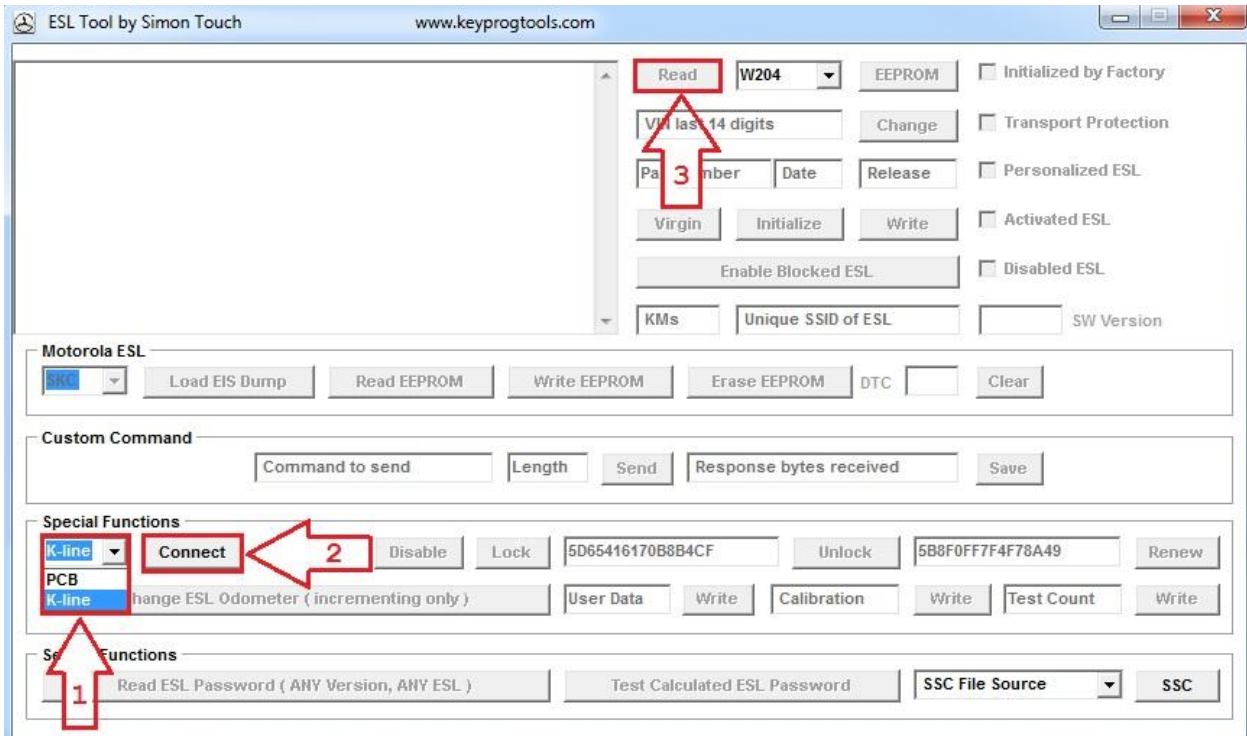 ESL Tool by Simon Touch www.keyprogtools.com
Read W204 EEPROM Initialized by Factory
last 14 digits Change Transport Protection
3 Date Release Personalized ESL
Virgin Initialize Write Activated ESL
Enable Blocked ESL Disabled ESL
KMs Unique SSID of ESL SW Version
Motorola ESL
SKC Load EIS Dump Read EEPROM Write EEPROM Erase EEPROM DTC Clear
Custom Command
Command to send Length Send Response bytes received Save
Special Functions
K-line Connect 2 Disable Lock 5D65416170B8B4CF Unlock 5B8F0FF7F4F78A49 Renew
PCB
K-line hange ESL Odometer ( incrementing only ) User Data Write Calibration Write Test Count Write
Functions
1 Read ESL Password ( ANY Version, ANY ESL ) Test Calculated ESL Password SSC File Source SSC